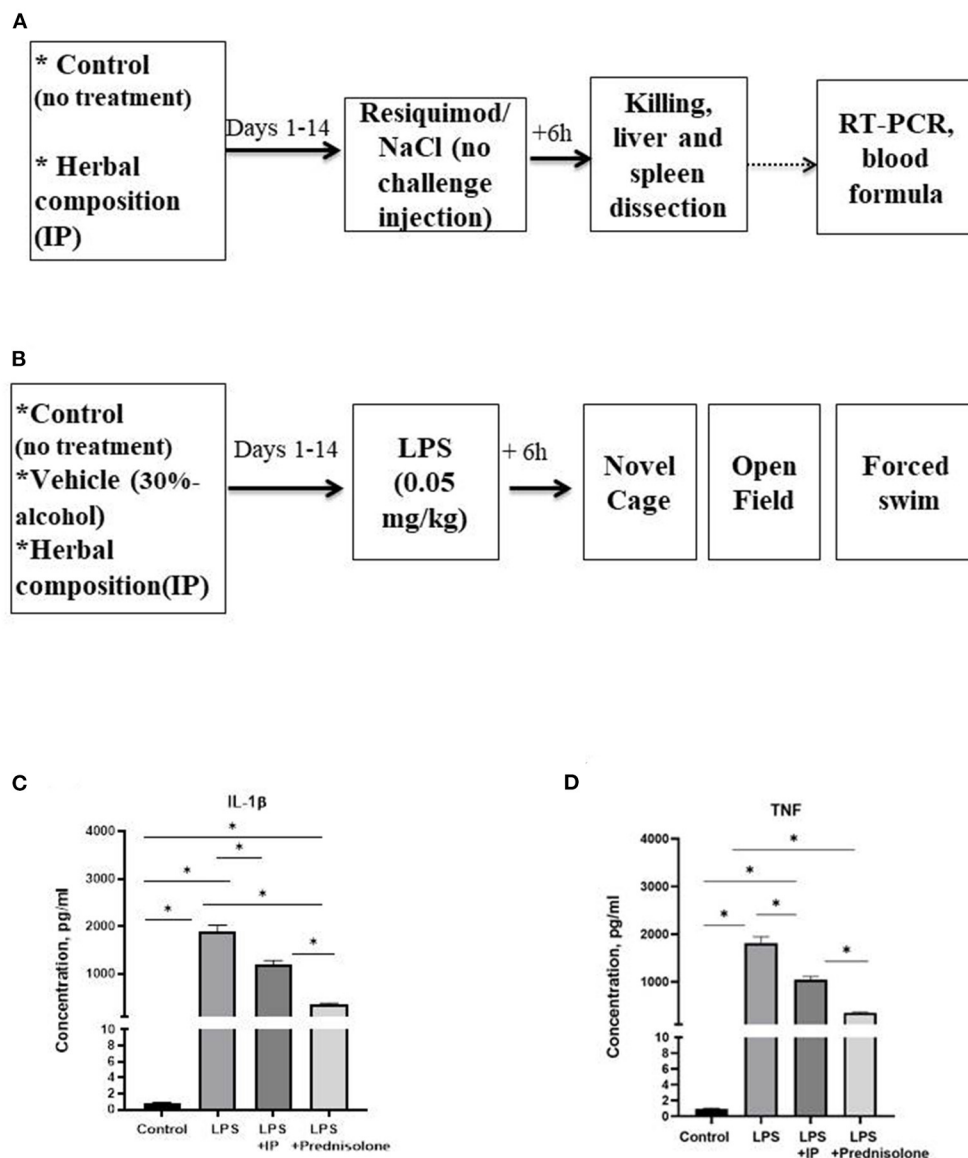 A
* Control
(no treatment)
* Herbal
composition
(IP)
Days 1-14
Resiquimod/
NaCl (no
challenge
injection)
+6h
Killing,
liver and
spleen
dissection
RT-PCR,
blood
formula
B
*Control
(no treatment)
*Vehicle (30%-
alcohol)
*Herbal
composition(IP)
Days 1-14
LPS
(0.05
mg/kg)
+ 6h
Novel
Cage
Open
Field
Forced
swim
C
IL-1β
Concentration, pg/ml
4000
3000
2000
1000
10
8
6
4
2
0
* * * * * *
Control
LPS
LPS
+IP
LPS
+Prednisolone
D
TNF
Concentration, pg/ml
4000
3000
2000
1000
10
8
6
4
2
0
* * * * *
Control
LPS
LPS
+IP
LPS
+Prednisolone